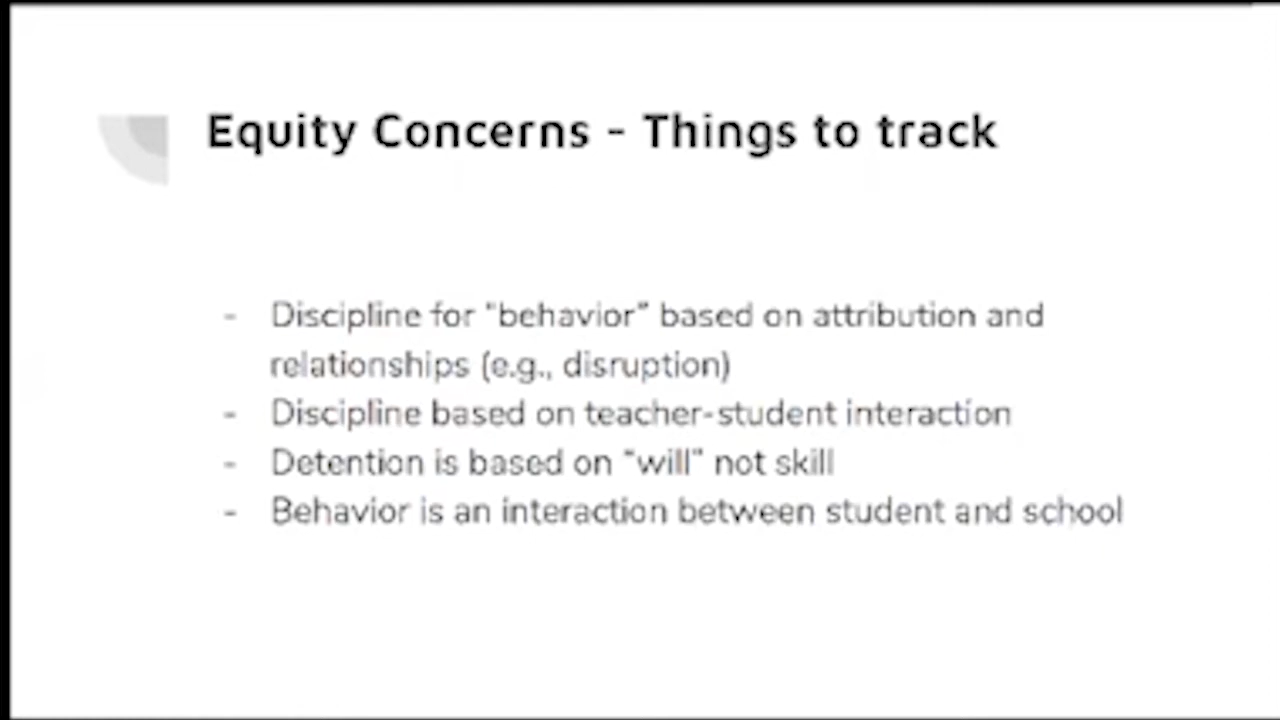 Equity Concerns - Things to track
- Discipline for "behavior" based on attribution and
relationships (e.g., disruption)
- Discipline based on teacher-student interaction
- Detention is based on "will" not skill
- Behavior is an interaction between student and school